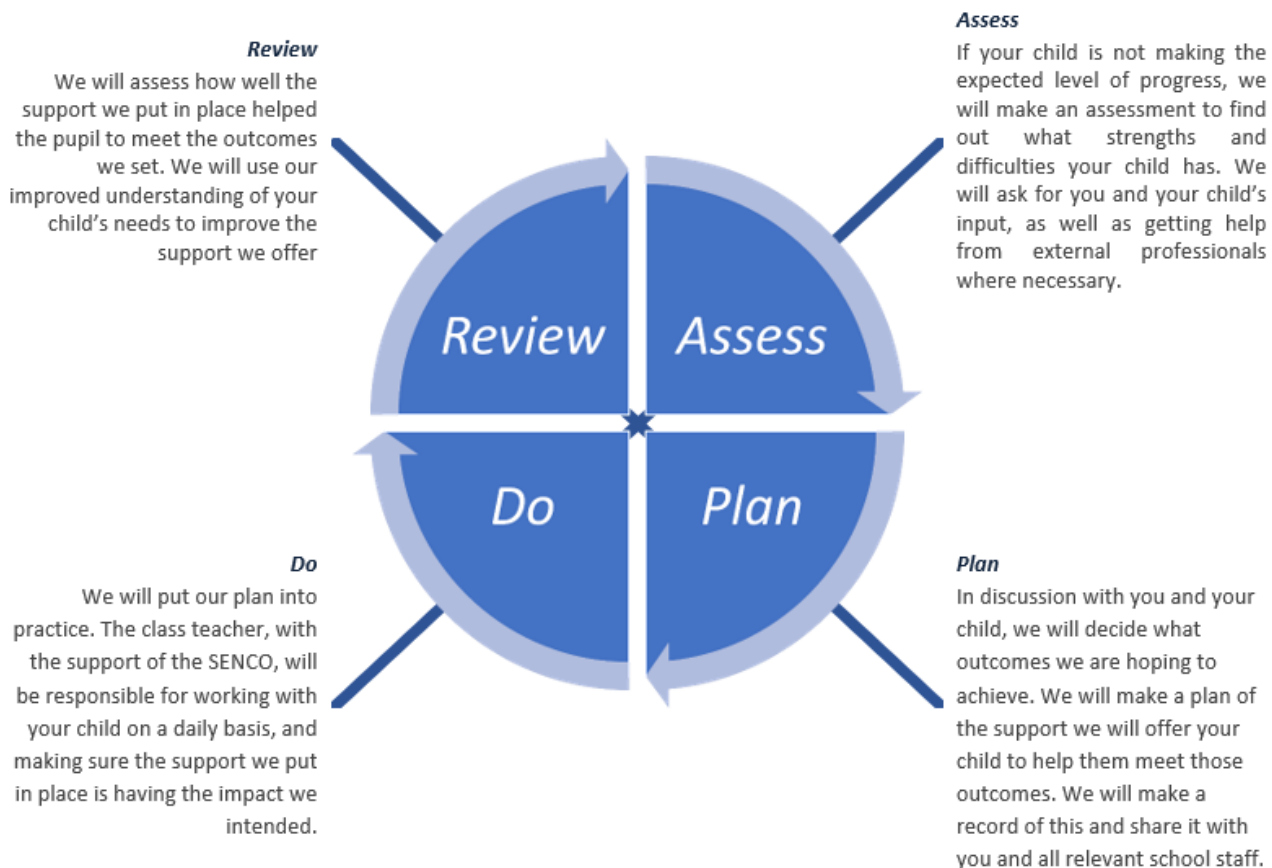 Review
We will assess how well the
support we put in place helped
the pupil to meet the outcomes
we set. We will use our
improved understanding of your
child’s needs to improve the
support we offer
Assess
If your child is not making the
expected level of progress, we
will make an assessment to find
out what strengths and
difficulties your child has. We
will ask for you and your child’s
input, as well as getting help
from external professionals
where necessary.
Review
Assess
Do
Plan
Do
We will put our plan into
practice. The class teacher, with
the support of the SENCO, will
be responsible for working with
your child on a daily basis, and
making sure the support we put
in place is having the impact we
intended.
Plan
In discussion with you and your
child, we will decide what
outcomes we are hoping to
achieve. We will make a plan of
the support we will offer your
child to help them meet those
outcomes. We will make a
record of this and share it with
you and all relevant school staff.